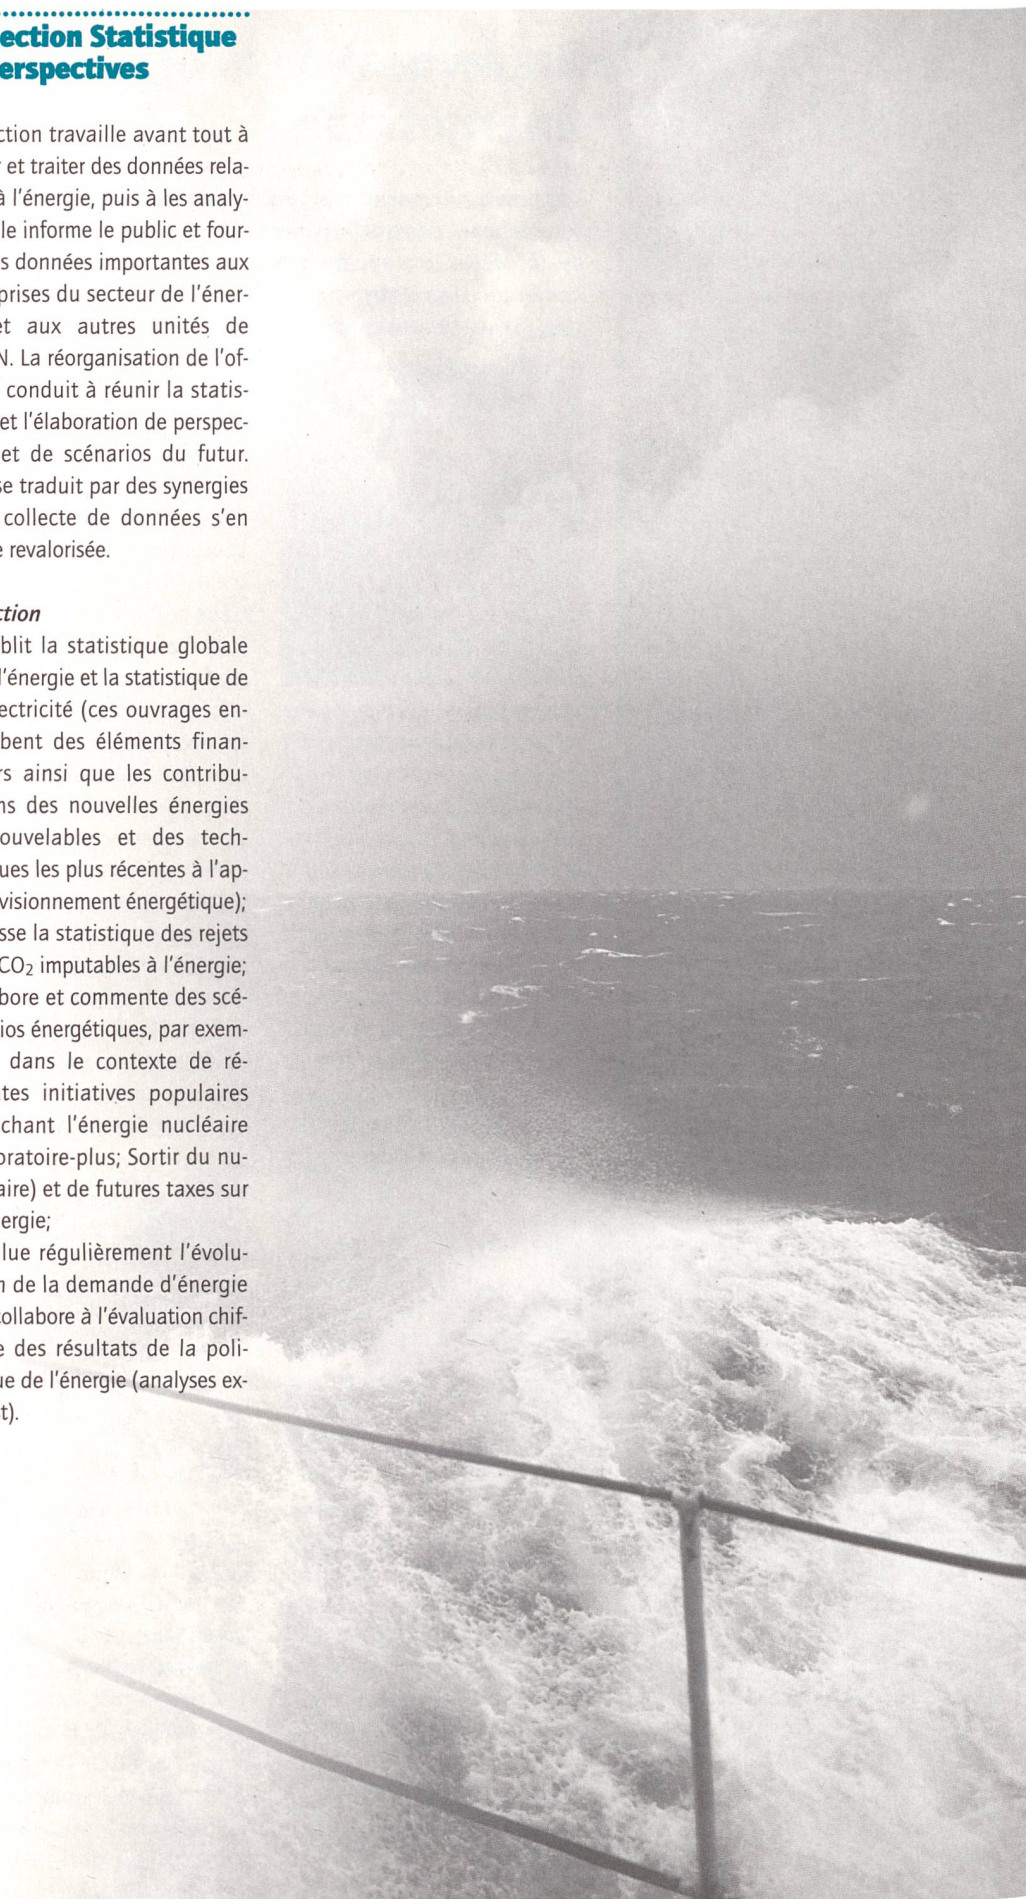 ection Statistique
erspectives
ction travaille avant tout à
r et traiter des données rela-
à l'énergie, puis à les analy-
le informe le public et four-
s données importantes aux
prises du secteur de l'éner-
et aux autres unités de
N. La réorganisation de l'of-
conduit à réunir la statis-
et l'élaboration de perspec-
et de scénarios du futur.
se traduit par des synergies
collecte de données s'en
e revalorisée.
ction
blit la statistique globale
l'énergie et la statistique de
ectricité (ces ouvrages en-
bent des éléments finan-
rs ainsi que les contribu-
ns des nouvelles énergies
ouvelables et des tech-
ues les plus récentes à l'ap-
visionnement énergétique);
sse la statistique des rejets
CO2 imputables à l'énergie;
bore et commente des scé-
ios énergétiques, par exem-
dans le contexte de ré-
tes initiatives populaires
chant l'énergie nucléaire
oratoire-plus; Sortir du nu-
aire) et de futures taxes sur
ergie;
lue régulièrement l'évolu-
n de la demande d'énergie
collabore à l'évaluation chif-
e des résultats de la poli-
ue de l'énergie (analyses ex-
t).